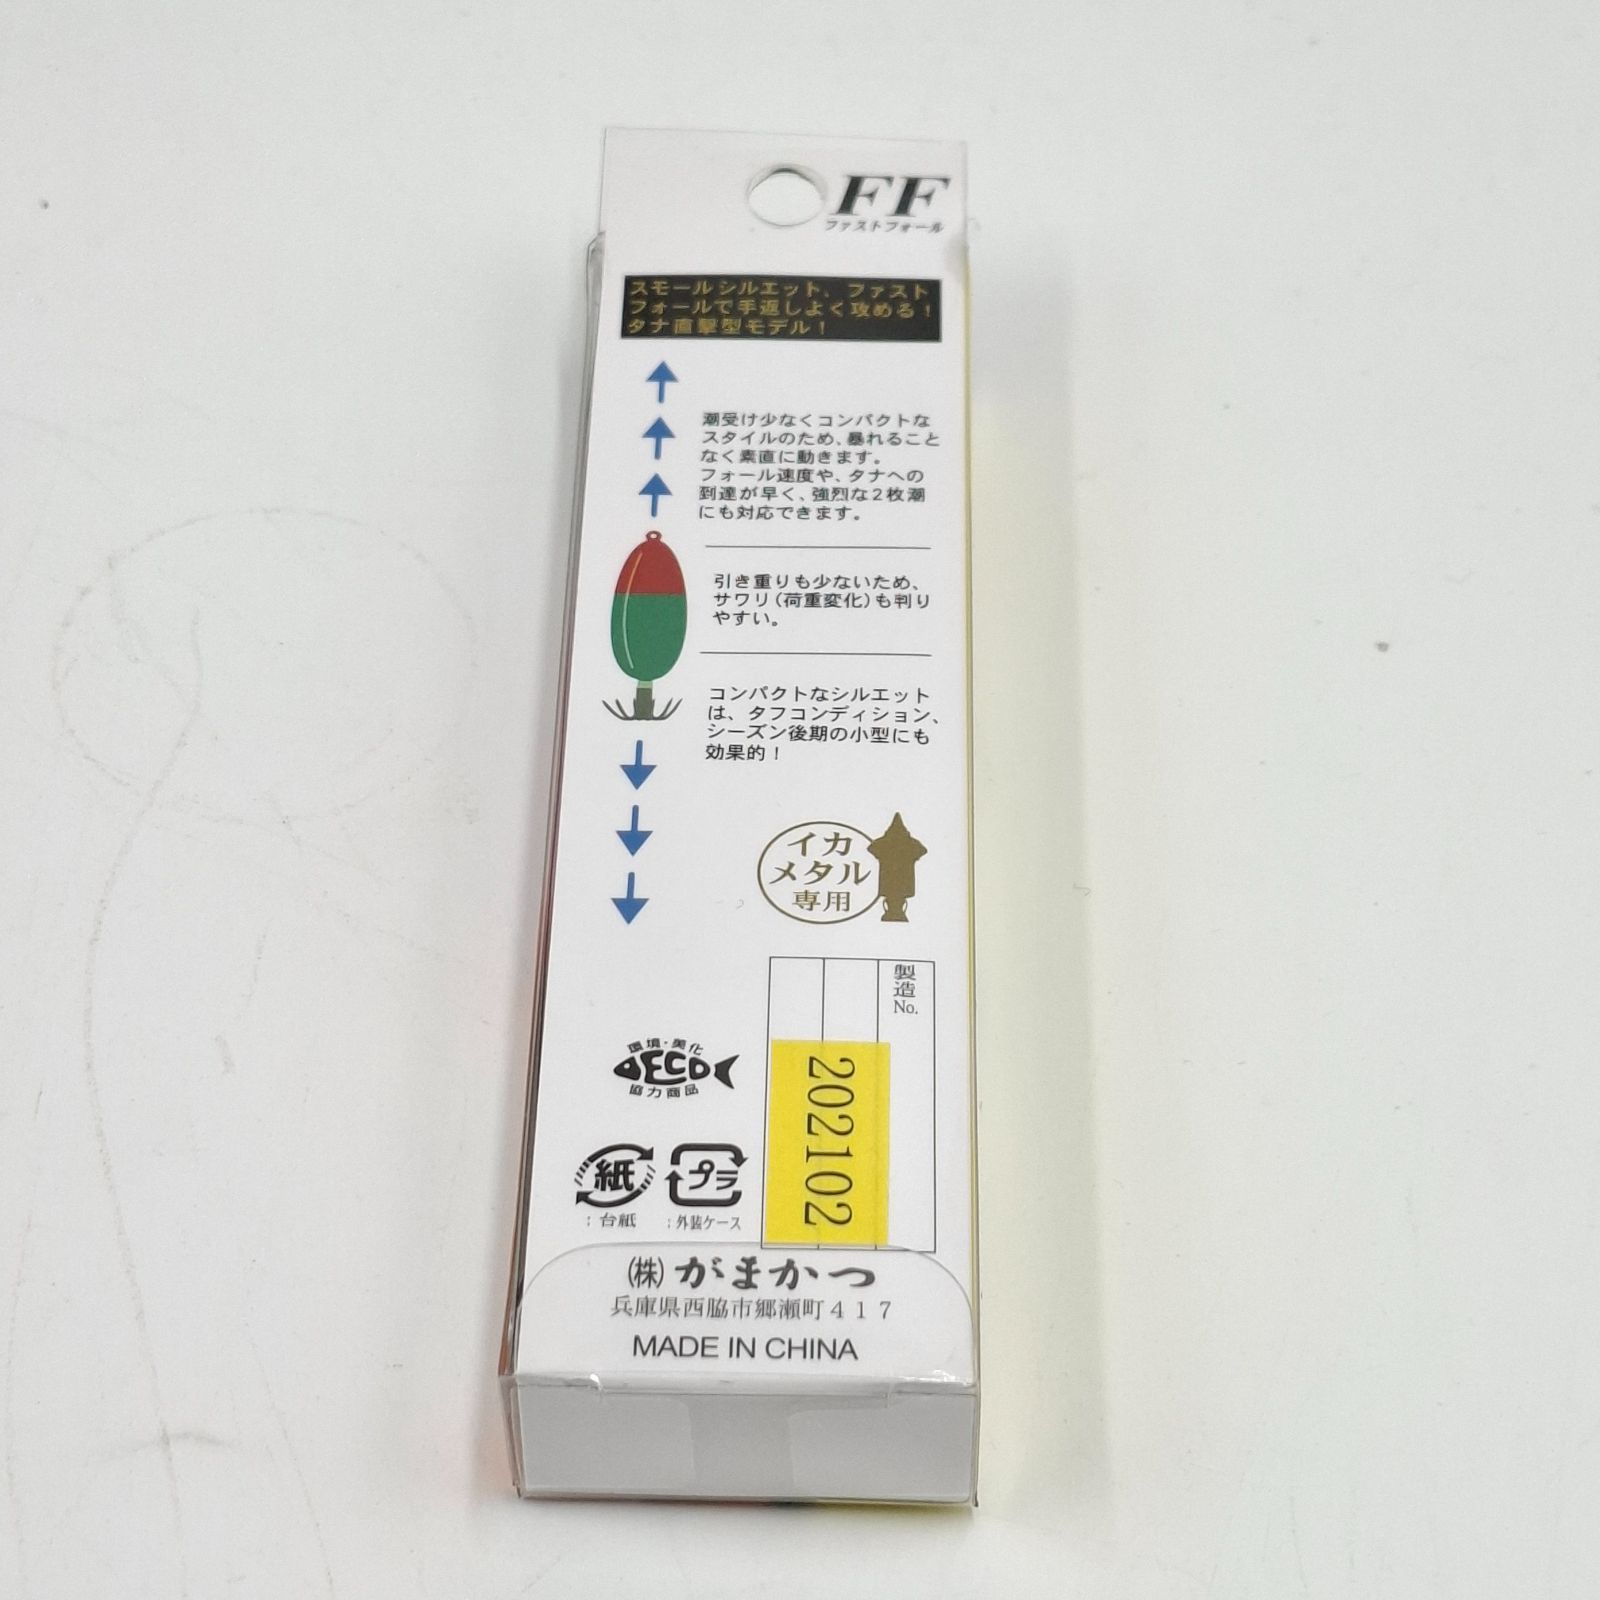 FF
ファストフォール
スモールシルエット、ファスト
フォールで手返しよく攻める!
タナ直撃型モデル!
潮受け少なくコンパクトな
スタイルのため、暴れること
なく素直に動きます。
フォール速度や、タナへの
到達が早く、強烈な2枚潮
にも対応できます。
引き重りも少ないため、
サワリ(荷重変化)も判り
やすい。
コンパクトなシルエット
は、タフコンディション、
シーズン後期の小型にも
効果的!
イカ
メタル
専用
製造No.
202102
環境・美化
ECO
協力商品
紙
:台紙
プラ
:外装ケース
(株)がまかつ
兵庫県西脇市郷瀬町417
MADE IN CHINA